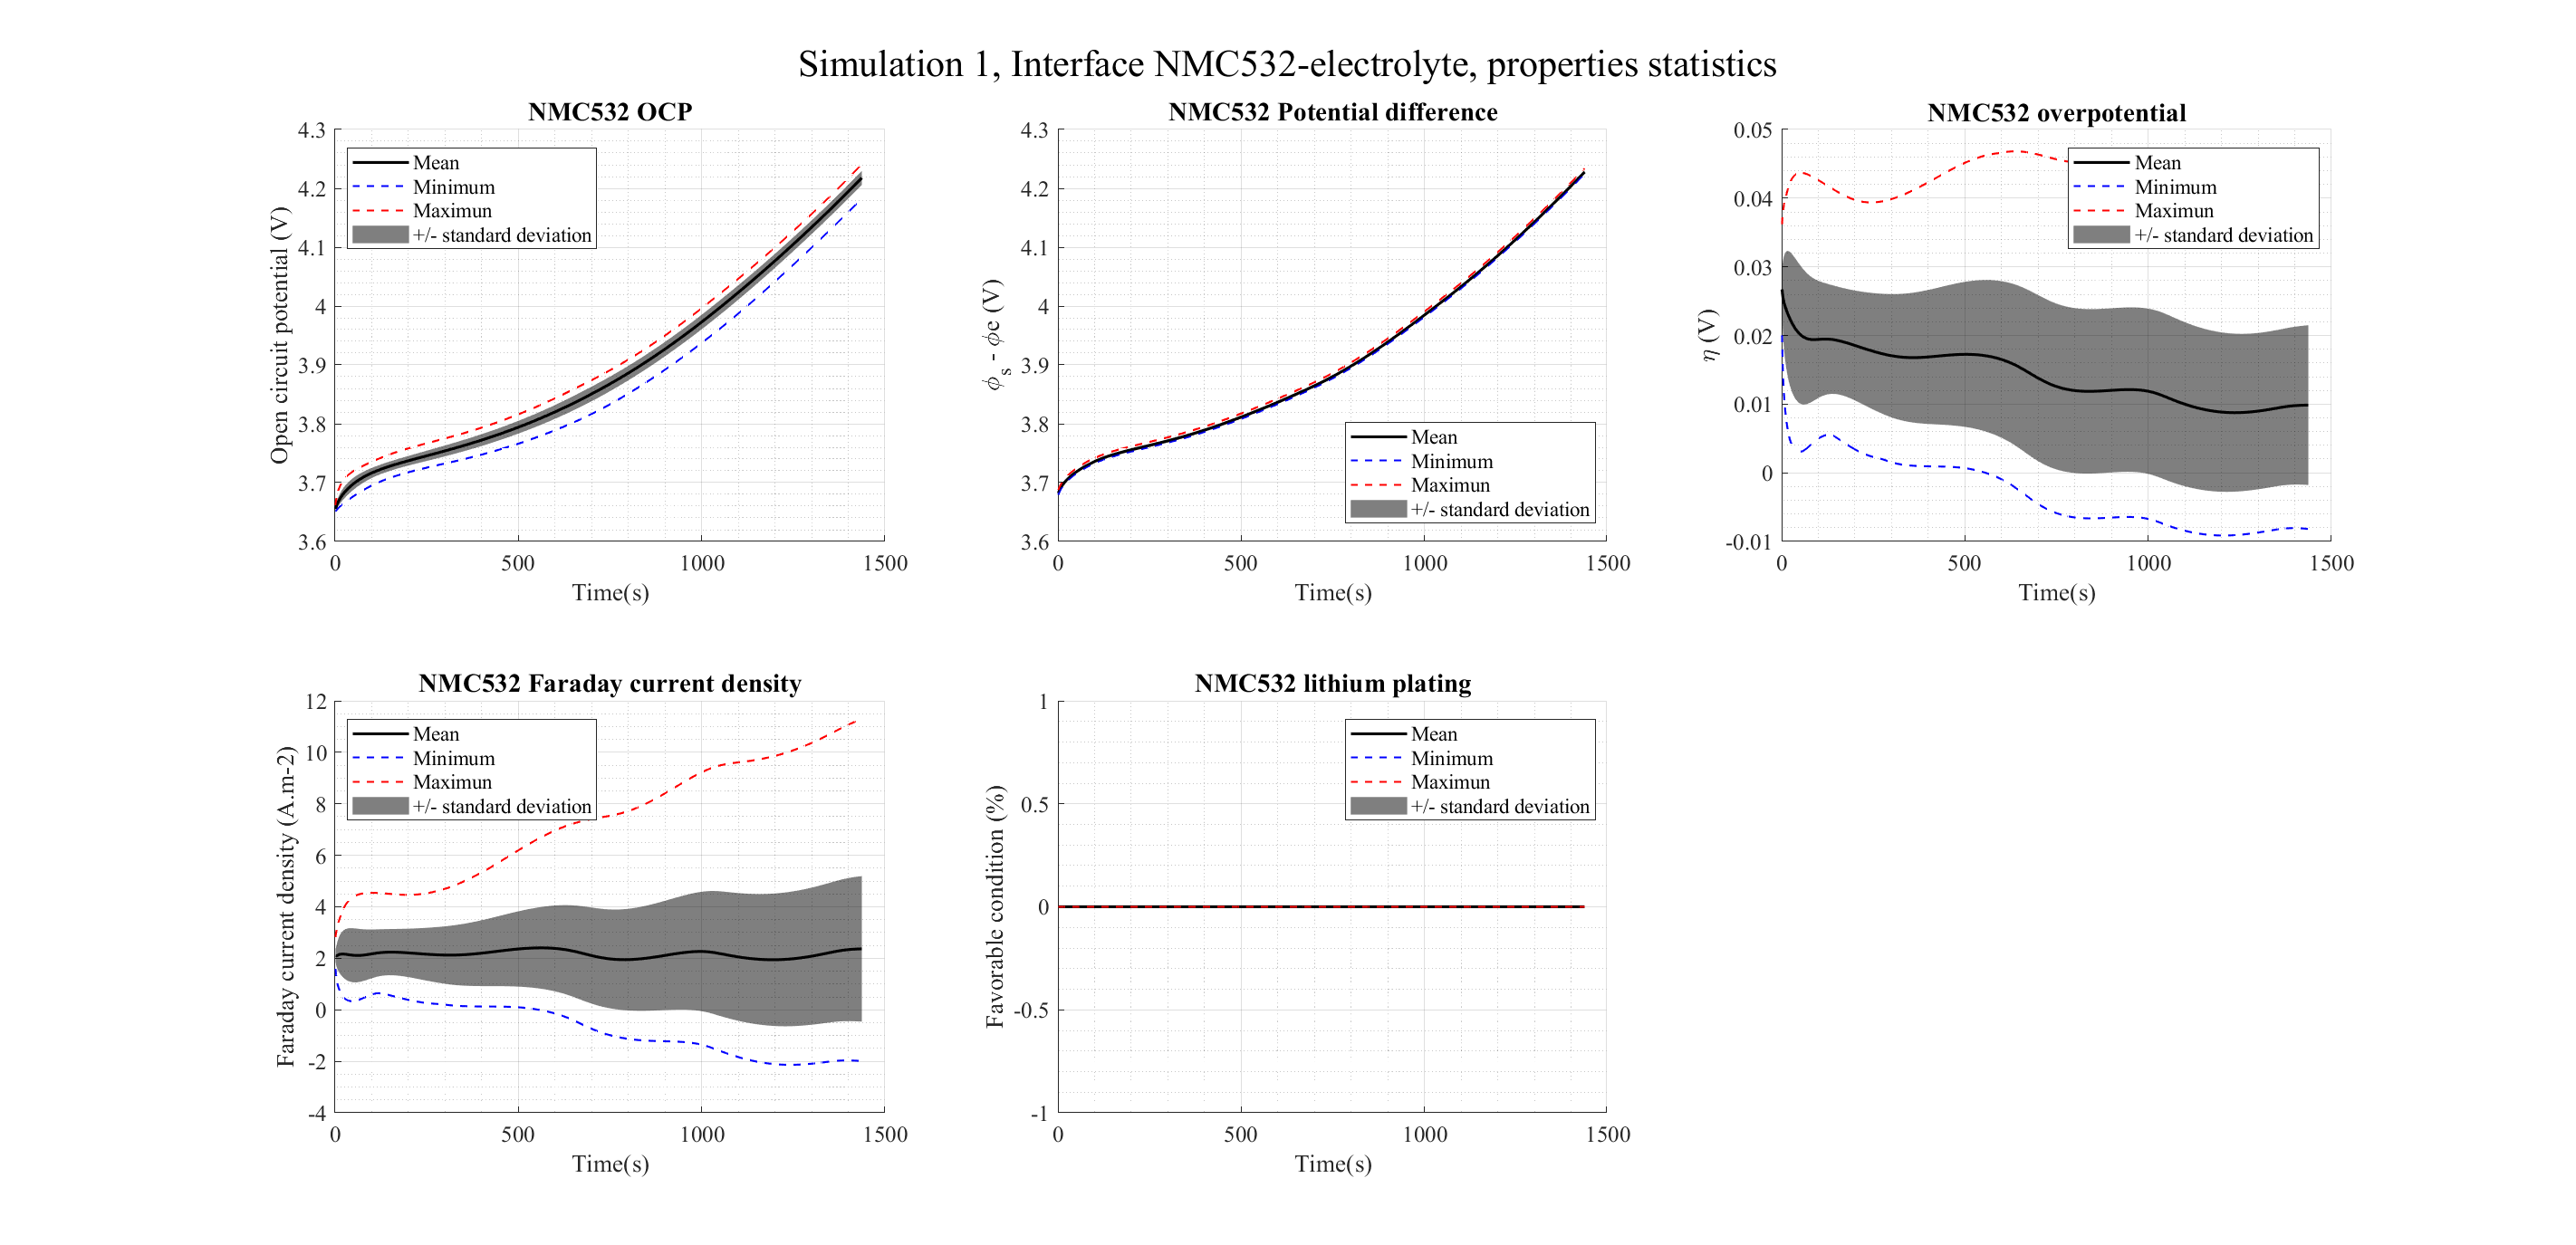 Simulation 1, Interface NMC532-electrolyte, properties statistics
NMC532 OCP
4.3
4.2
4.1
4
3.9
3.8
3.7
3.6
Open circuit potential (V)
Mean
Minimum
Maximun
+/- standard deviation
0 500 1000 1500
Time(s)
NMC532 Potential difference
4.3
4.2
4.1
4
3.9
3.8
3.7
3.6
ϕs - ϕe (V)
Mean
Minimum
Maximun
+/- standard deviation
0 500 1000 1500
Time(s)
NMC532 overpotential
0.05
0.04
0.03
0.02
0.01
0
-0.01
η (V)
Mean
Minimum
Maximun
+/- standard deviation
0 500 1000 1500
Time(s)
NMC532 Faraday current density
12
10
8
6
4
2
0
-2
-4
Faraday current density (A.m-2)
Mean
Minimum
Maximun
+/- standard deviation
0 500 1000 1500
Time(s)
NMC532 lithium plating
1
0.5
0
-0.5
-1
Favorable condition (%)
Mean
Minimum
Maximun
+/- standard deviation
0 500 1000 1500
Time(s)